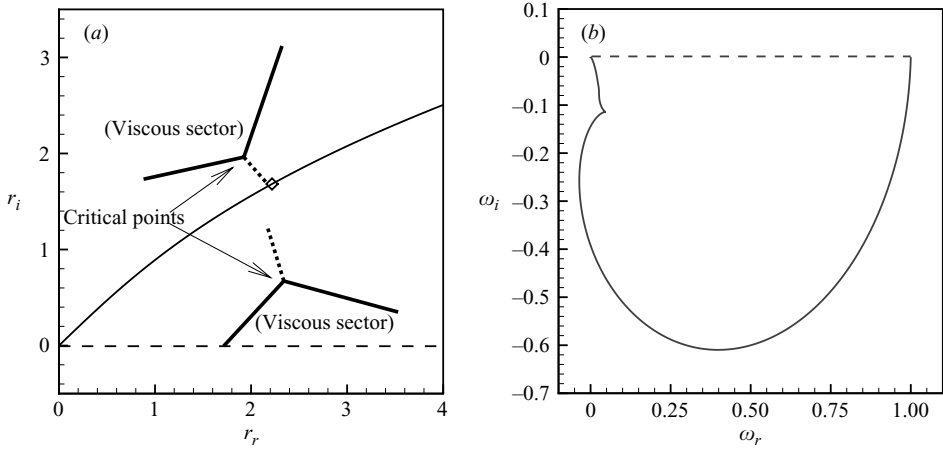 (a)
3
(Viscous sector)
2
r_i
Critical points
1
(Viscous sector)
0
0 1 2 3 4
r_r
0.1
(b)
0
–0.1
–0.2
–0.3
ω_i
–0.4
–0.5
–0.6
–0.7
0 0.25 0.50 0.75 1.00
ω_r